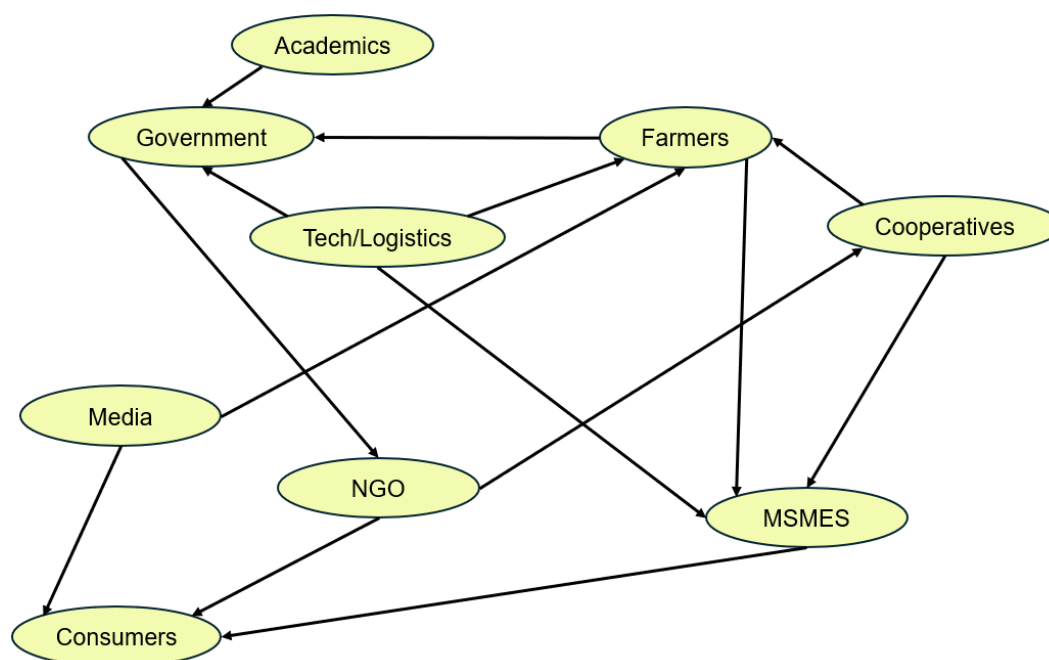 Academics
Government
Farmers
Tech/Logistics
Cooperatives
Media
NGO
MSMES
Consumers